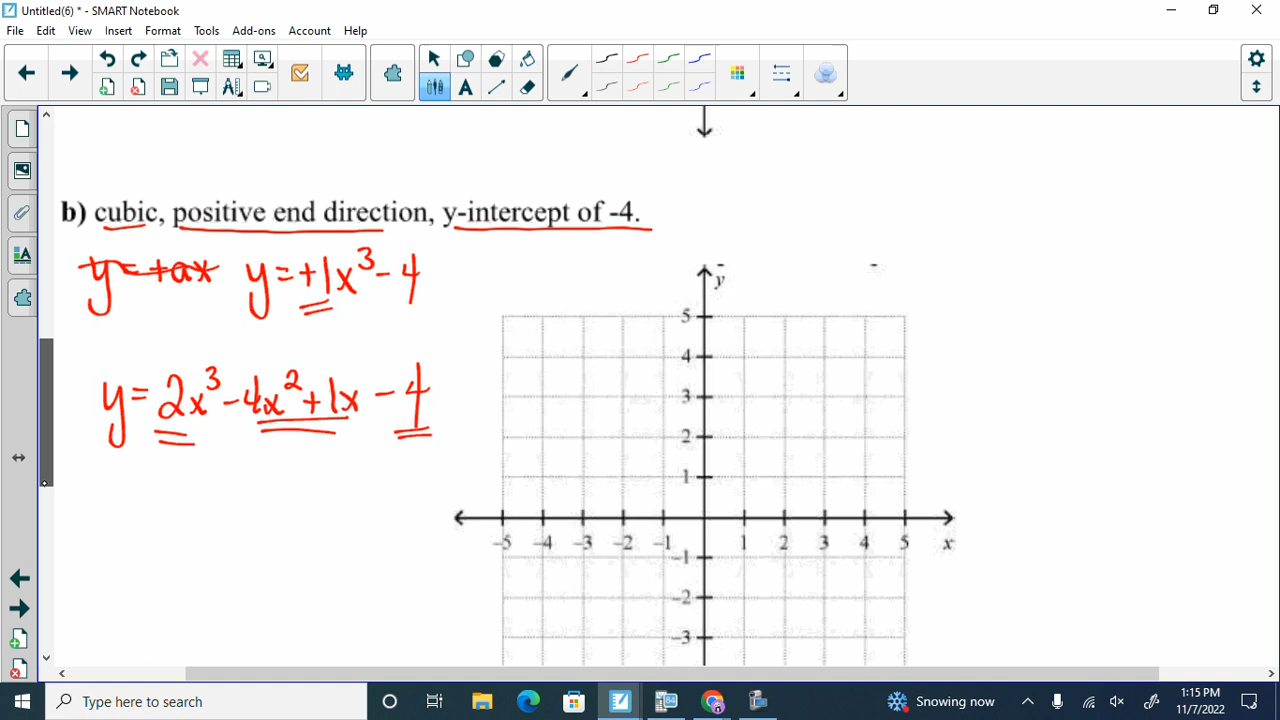 Untitled(6) * - SMART Notebook
File Edit View Insert Format Tools Add-ons Account Help
b) cubic, positive end direction, y-intercept of -4.
y = +ax y = +1x³ - 4
y
5
4
3
2
1
y = 2x³ - 4x² + 1x - 4
-5 -4 -3 -2 -1 1 2 3 4 5 x
-1
-2
-3
Type here to search
Snowing now
1:15 PM
11/7/2022